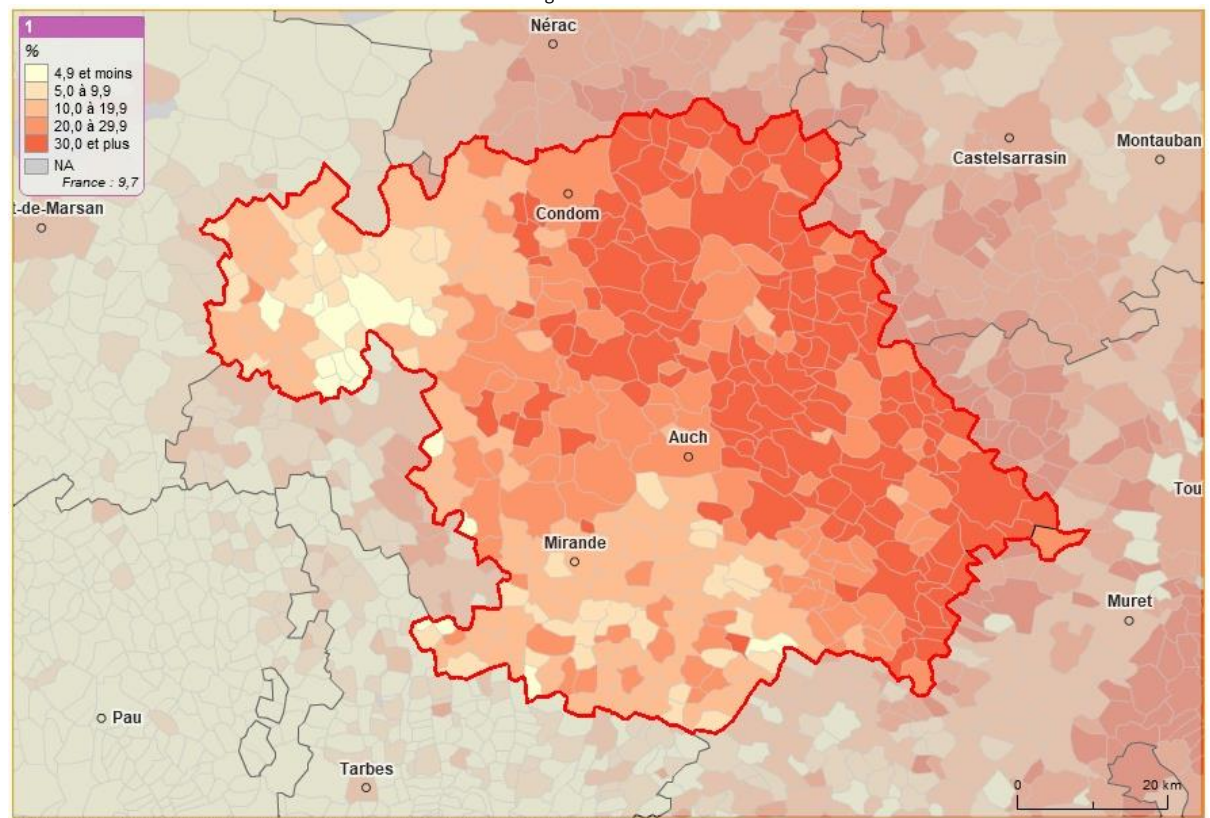 1
%
4,9 et moins
5,0 à 9,9
10,0 à 19,9
20,0 à 29,9
30,0 et plus
NA
France : 9,7
Nérac
Montauban
Castelsarrasin
t-de-Marsan
Condom
Auch
Tou
Mirande
Muret
Pau
Tarbes
0 20 km